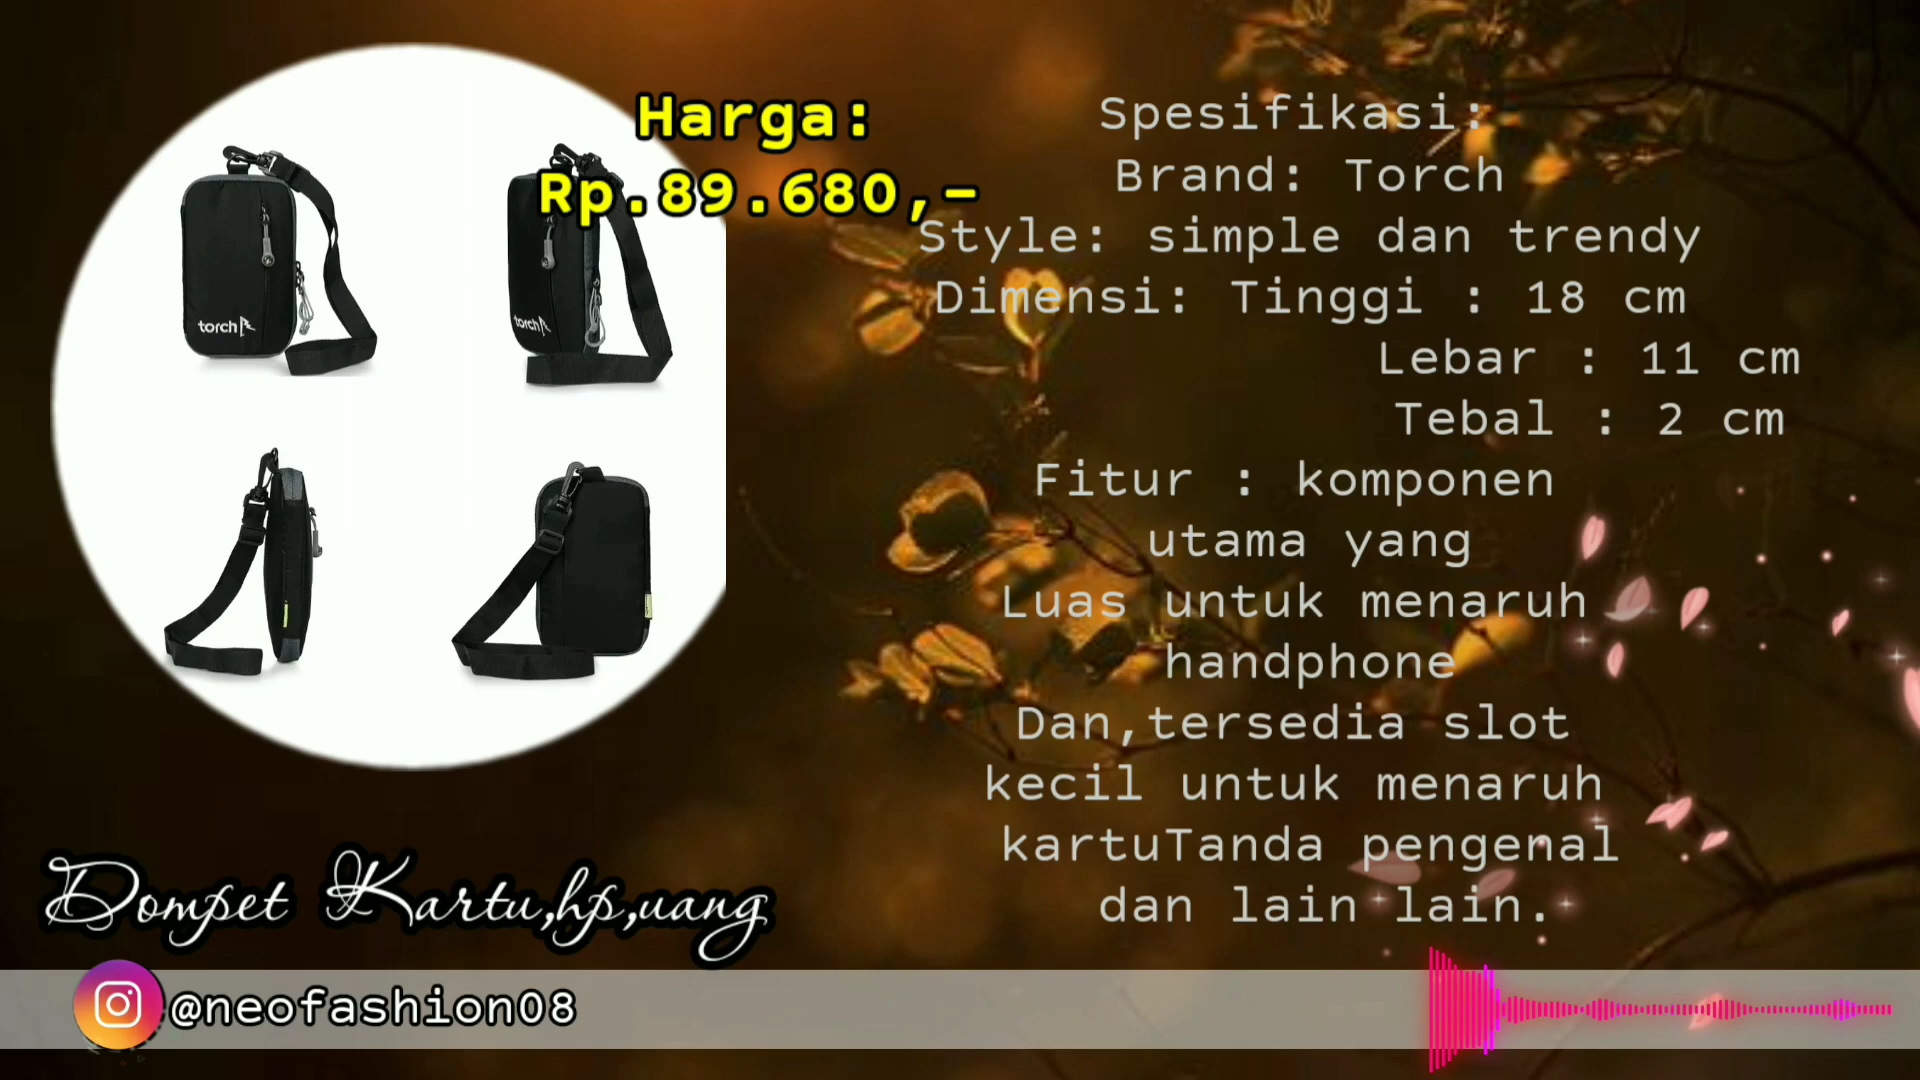 Harga:
Rp.89.680,-
torch
torch
Spesifikasi:
Brand: Torch
Style: simple dan trendy
Dimensi: Tinggi : 18 cm
Lebar : 11 cm
Tebal : 2 cm
Fitur : komponen
utama yang
Luas untuk menaruh
handphone
Dan,tersedia slot
kecil untuk menaruh
kartuTanda pengenal
dan lain lain.
Dompet Kartu,hp,uang
@neofashion08